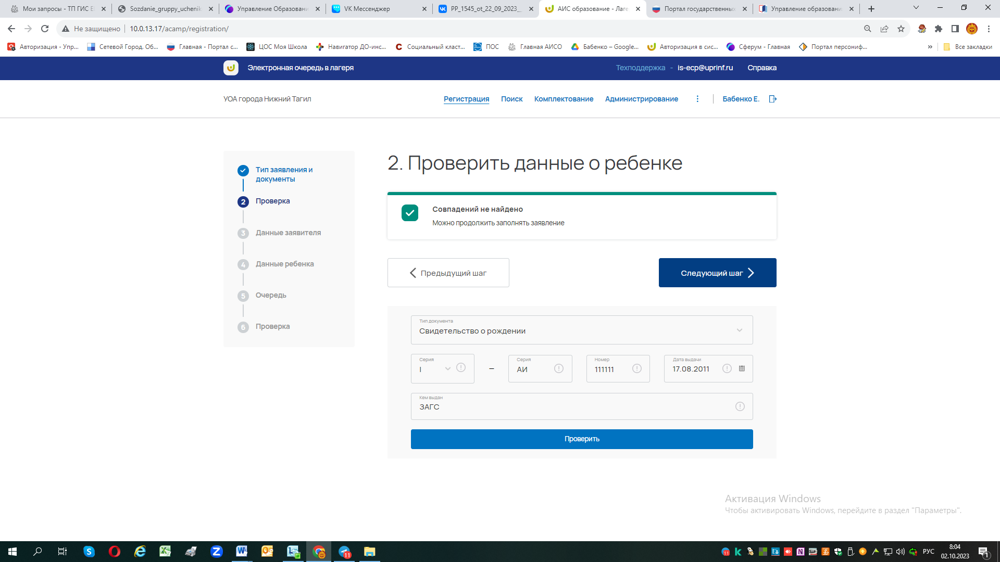 Мои запросы - ТП ГИС Е
Sozdanie_gruppy_uchenik
Управление Образовани
VK Мессенджер
PP_1545_ot_22_09_2023_
АИС образование - Лаге
Портал государственных
Управление образовани
Не защищено
10.0.13.17/acamp/registration/
Авторизация - Упр...
Сетевой Город. Об...
Главная - Портал с...
ЦОС Моя Школа
Навигатор ДО-инс...
Социальный класт...
ПОС
Главная АИСО
Бабенко – Google...
Авторизация в сис...
Сферум - Главная
Портал персониф...
»
Все закладки
Электронная очередь в лагеря
Техподдержка - is-ecp@uprinf.ru
Справка
УОА города Нижний Тагил
Регистрация
Поиск
Комплектование
Администрирование
Бабенко Е.
Тип заявления и
документы
2 Проверка
3 Данные заявителя
4 Данные ребенка
5 Очередь
6 Проверка
2. Проверить данные о ребенке
Совпадений не найдено
Можно продолжить заполнять заявление
Предыдущий шаг
Следующий шаг
Тип документа
Свидетельство о рождении
Серия
I
–
Серия
АИ
Номер
111111
Дата выдачи
17.08.2011
Кем выдан
ЗАГС
Проверить
Активация Windows
Чтобы активировать Windows, перейдите в раздел "Параметры".
11
11
РУС
8:04
02.10.2023
1